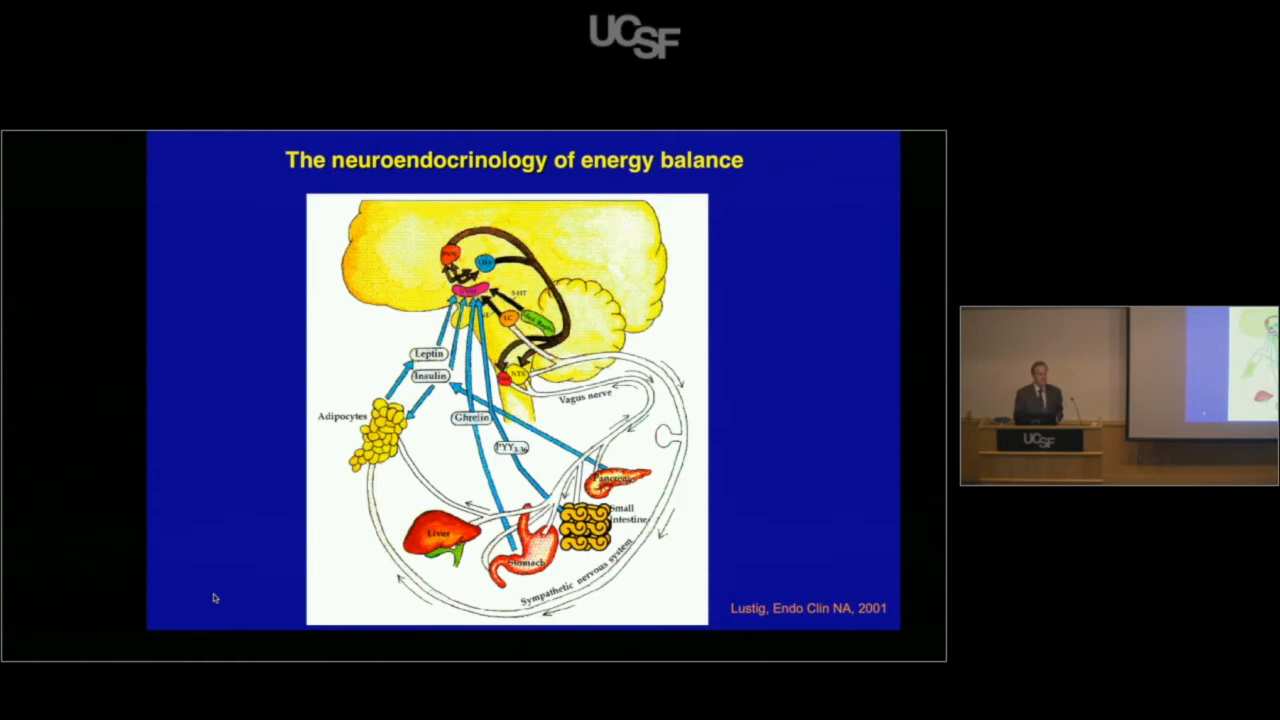 UCSF
The neuroendocrinology of energy balance
5-HT
LC
Leptin
NTS
Insulin
Vagus nerve
Adipocytes
Ghrelin
PYY3-36
Pancreas
Small
intestine
Liver
Stomach
Sympathetic nervous system
Lustig, Endo Clin NA, 2001
UCSF